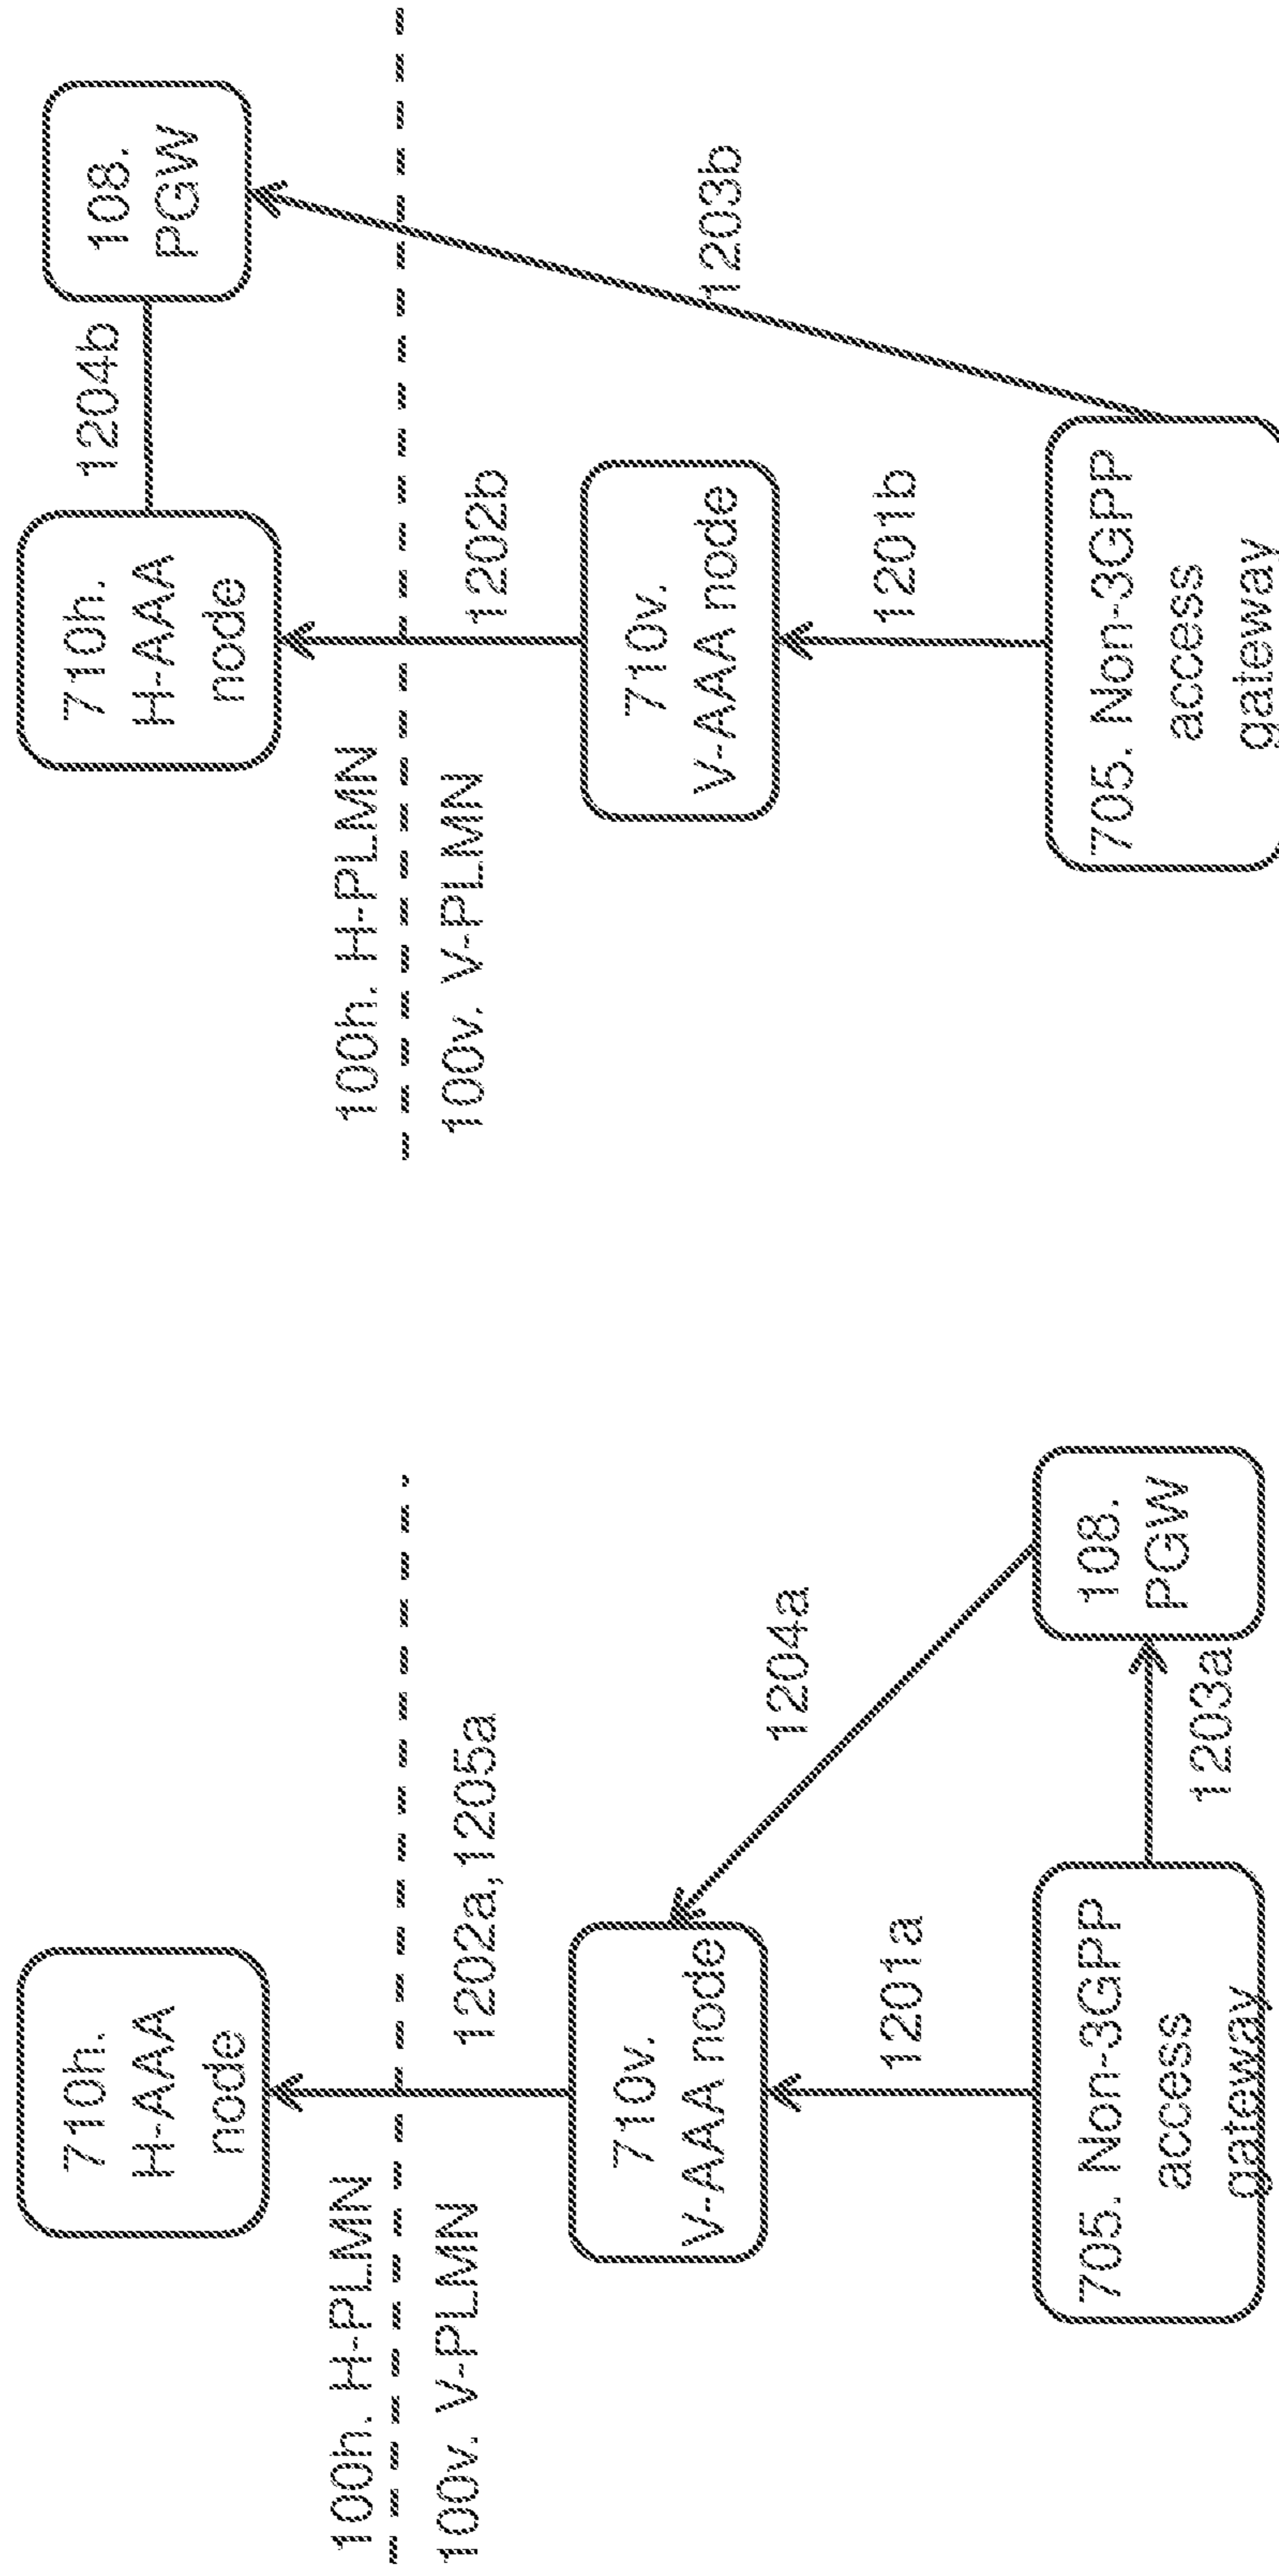 710h.
H-AAA
node
100h. H-PLMN
100v. V-PLMN
1202a,1205a
710v.
V-AAA node
1204a
1201a
705. Non-3GPP
access
gateway
1203a
108.
PGW
710h.
H-AAA
node
1204b
108.
PGW
100h. H-PLMN
100v. V-PLMN
1202b
710v.
V-AAA node
1203b
1201b
705. Non-3GPP
access
gateway